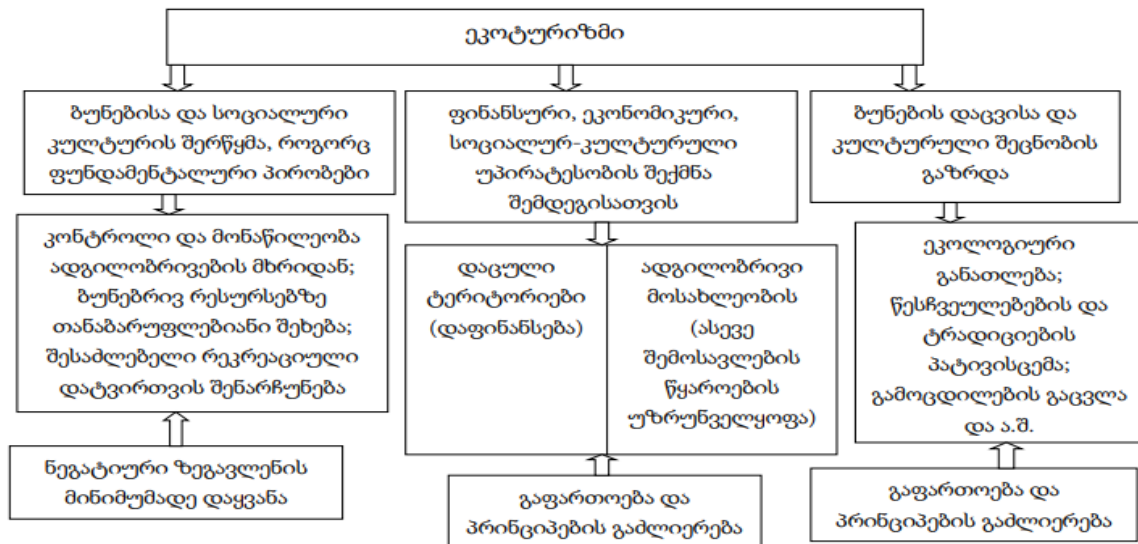 ეკოტურიზმი
ბუნებისა და სოციალური
კულტურის შერწყმა, როგორც
ფუნდამენტალური პირობები
ფინანსური, ეკონომიკური,
სოციალურ-კულტურული
უპირატესობის შექმნა
შემდეგისათვის
ბუნების დაცვისა და
კულტურული შეცნობის
გაზრდა
კონტროლი და მონაწილეობა
ადგილობრივების მხრიდან;
ბუნებრივ რესურსებზე
თანაბარუფლებიანი შეხება;
შესაძლებელი რეკრეაციული
დატვირთვის შენარჩუნება
დაცული
ტერიტორიები
(დაფინანსება)
ადგილობრივი
მოსახლეობის
(ასევე
შემოსავლების
წყაროების
უზრუნველყოფა)
ეკოლოგიური
განათლება;
წესჩვეულებების და
ტრადიციების
პატივისცემა;
გამოცდილების გაცვლა
და ა.შ.
ნეგატიური ზეგავლენის
მინიმუმადე დაყვანა
გაფართოება და
პრინციპების გაძლიერება
გაფართოება და
პრინციპების გაძლიერება